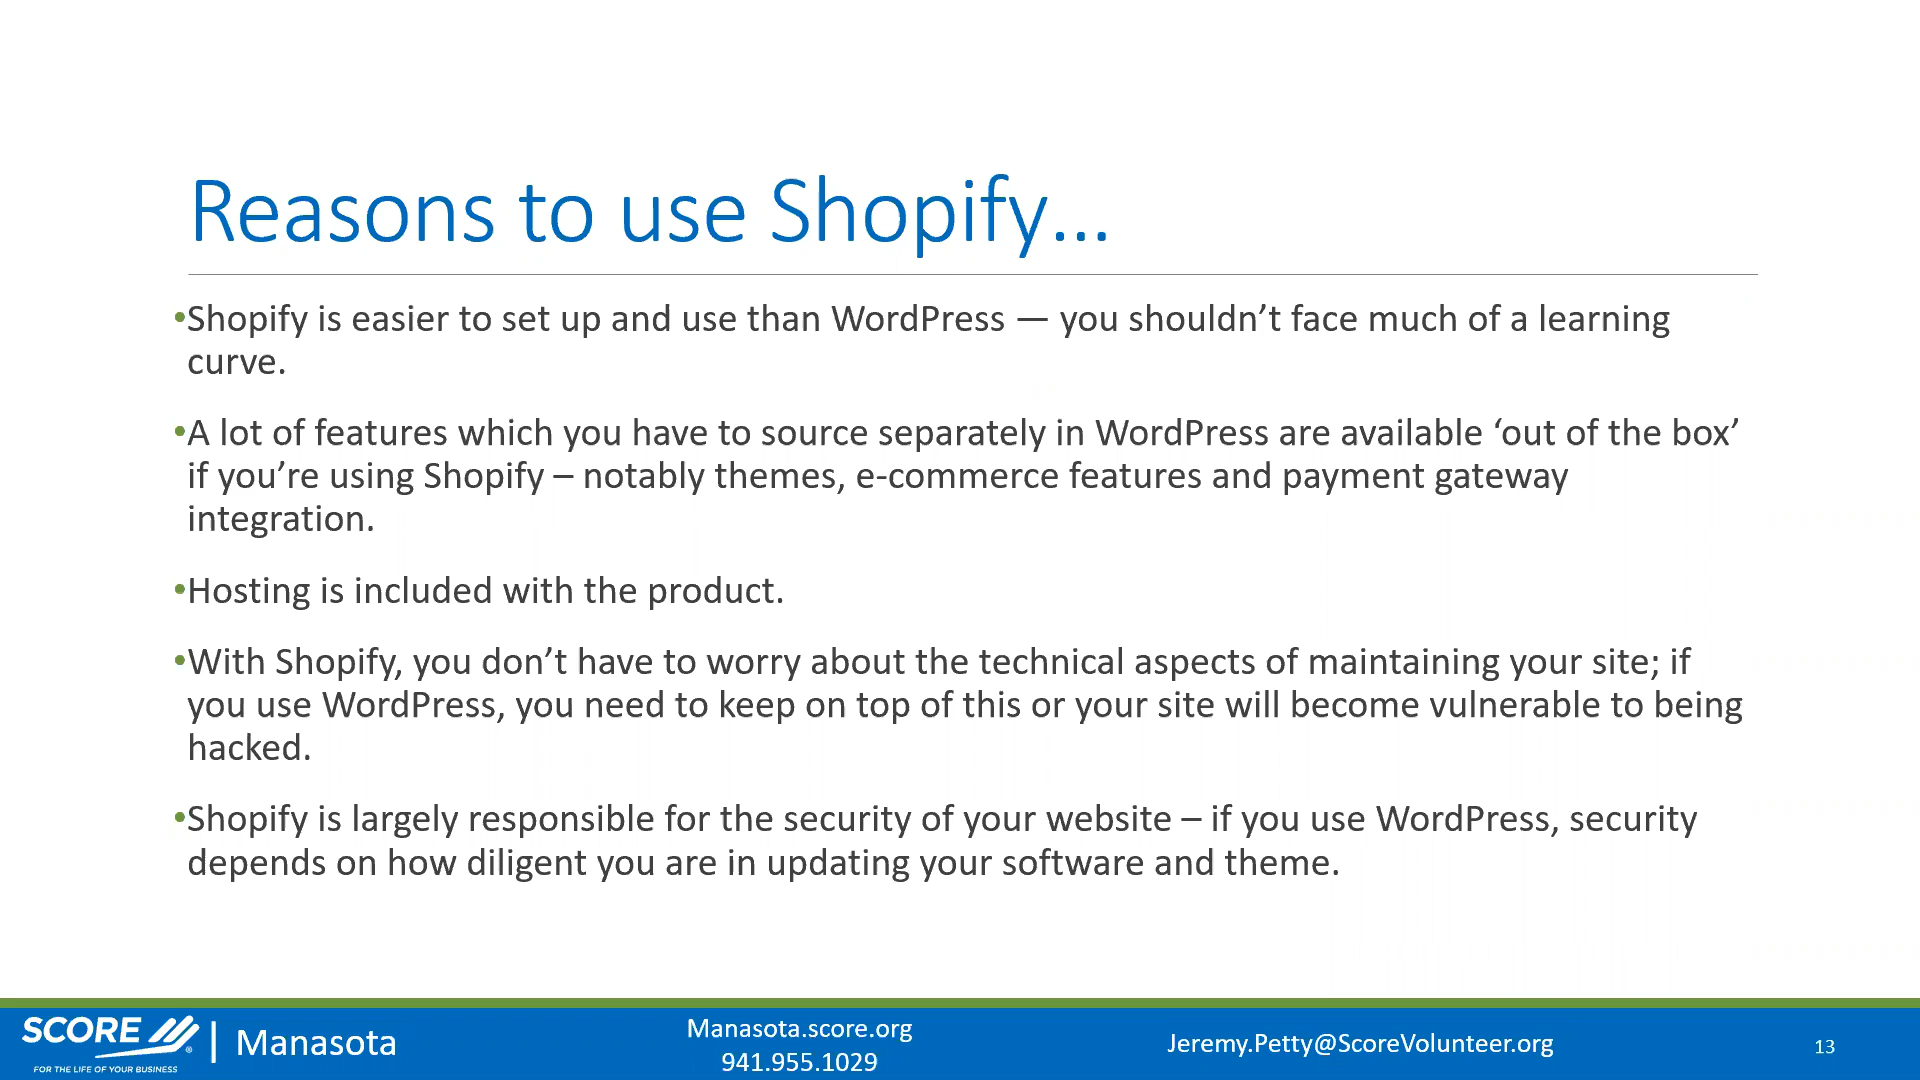 Reasons to use Shopify...
•Shopify is easier to set up and use than WordPress — you shouldn’t face much of a learning
curve.
•A lot of features which you have to source separately in WordPress are available ‘out of the box’
if you’re using Shopify – notably themes, e-commerce features and payment gateway
integration.
•Hosting is included with the product.
•With Shopify, you don’t have to worry about the technical aspects of maintaining your site; if
you use WordPress, you need to keep on top of this or your site will become vulnerable to being
hacked.
•Shopify is largely responsible for the security of your website – if you use WordPress, security
depends on how diligent you are in updating your software and theme.
SCORE ® | Manasota
FOR THE LIFE OF YOUR BUSINESS
Manasota.score.org
941.955.1029
Jeremy.Petty@ScoreVolunteer.org
13